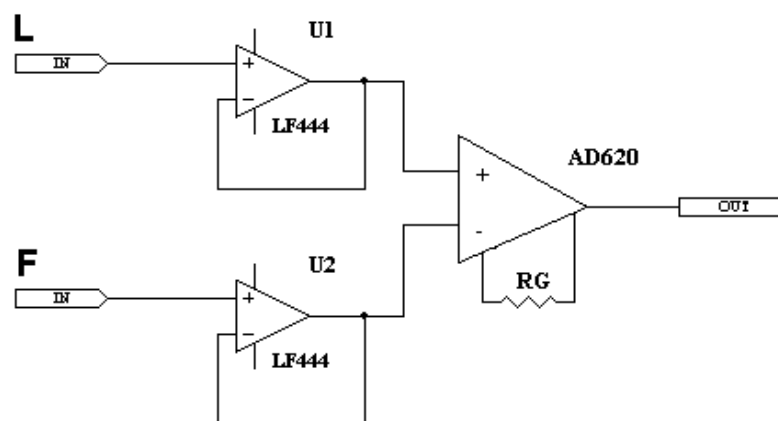 L
IN
+
−
U1
LF444
+
-
AD620
OUT
RG
F
IN
+
−
U2
LF444